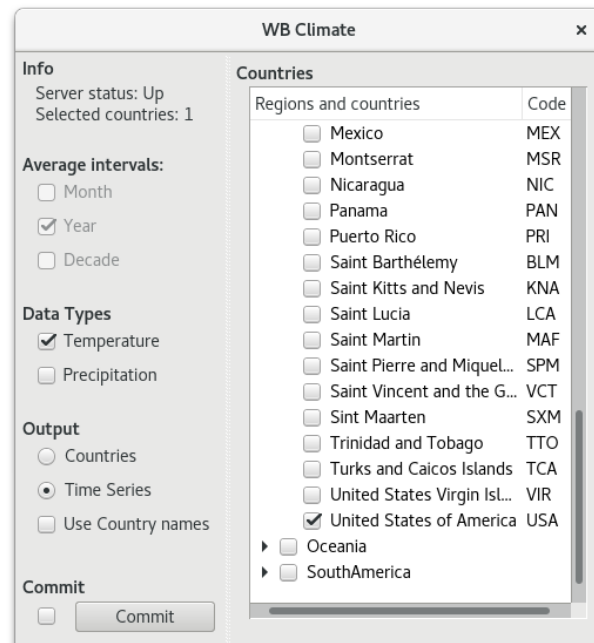 WB Climate
Info
Server status: Up
Selected countries: 1
Average intervals:
Month
Year
Decade
Data Types
Temperature
Precipitation
Output
Countries
Time Series
Use Country names
Commit
Commit
Countries
Regions and countries Code
Mexico MEX
Montserrat MSR
Nicaragua NIC
Panama PAN
Puerto Rico PRI
Saint Barthélemy BLM
Saint Kitts and Nevis KNA
Saint Lucia LCA
Saint Martin MAF
Saint Pierre and Miquel... SPM
Saint Vincent and the G... VCT
Sint Maarten SXM
Trinidad and Tobago TTO
Turks and Caicos Islands TCA
United States Virgin Isl... VIR
United States of America USA
Oceania
SouthAmerica